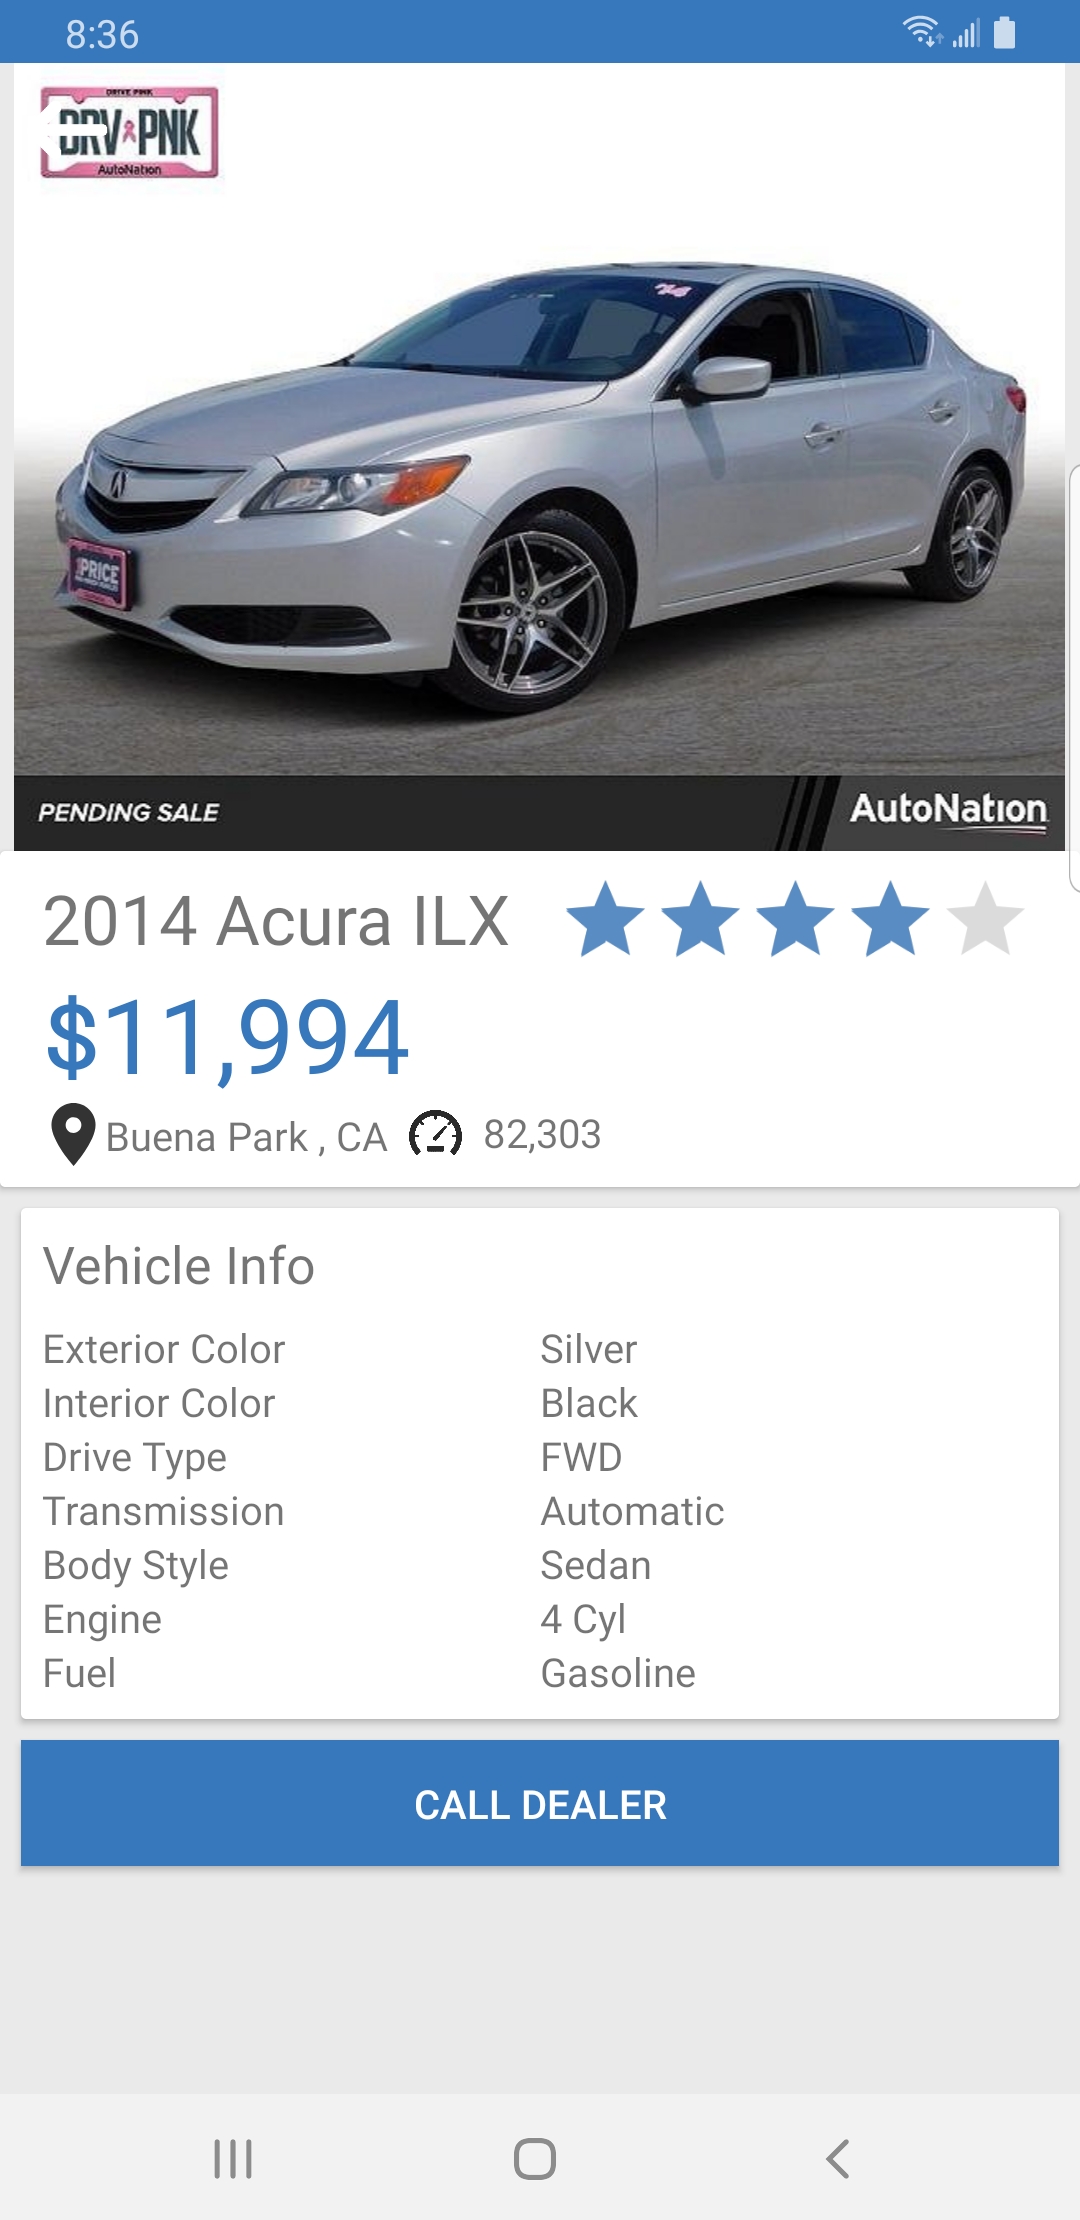 8:36
DRIVE PINK
DRV PNK
AutoNation
'14
PRICE
PENDING SALE
AutoNation
2014 Acura ILX
$11,994
Buena Park , CA
82,303
Vehicle Info
Exterior Color Silver
Interior Color Black
Drive Type FWD
Transmission Automatic
Body Style Sedan
Engine 4 Cyl
Fuel Gasoline
CALL DEALER